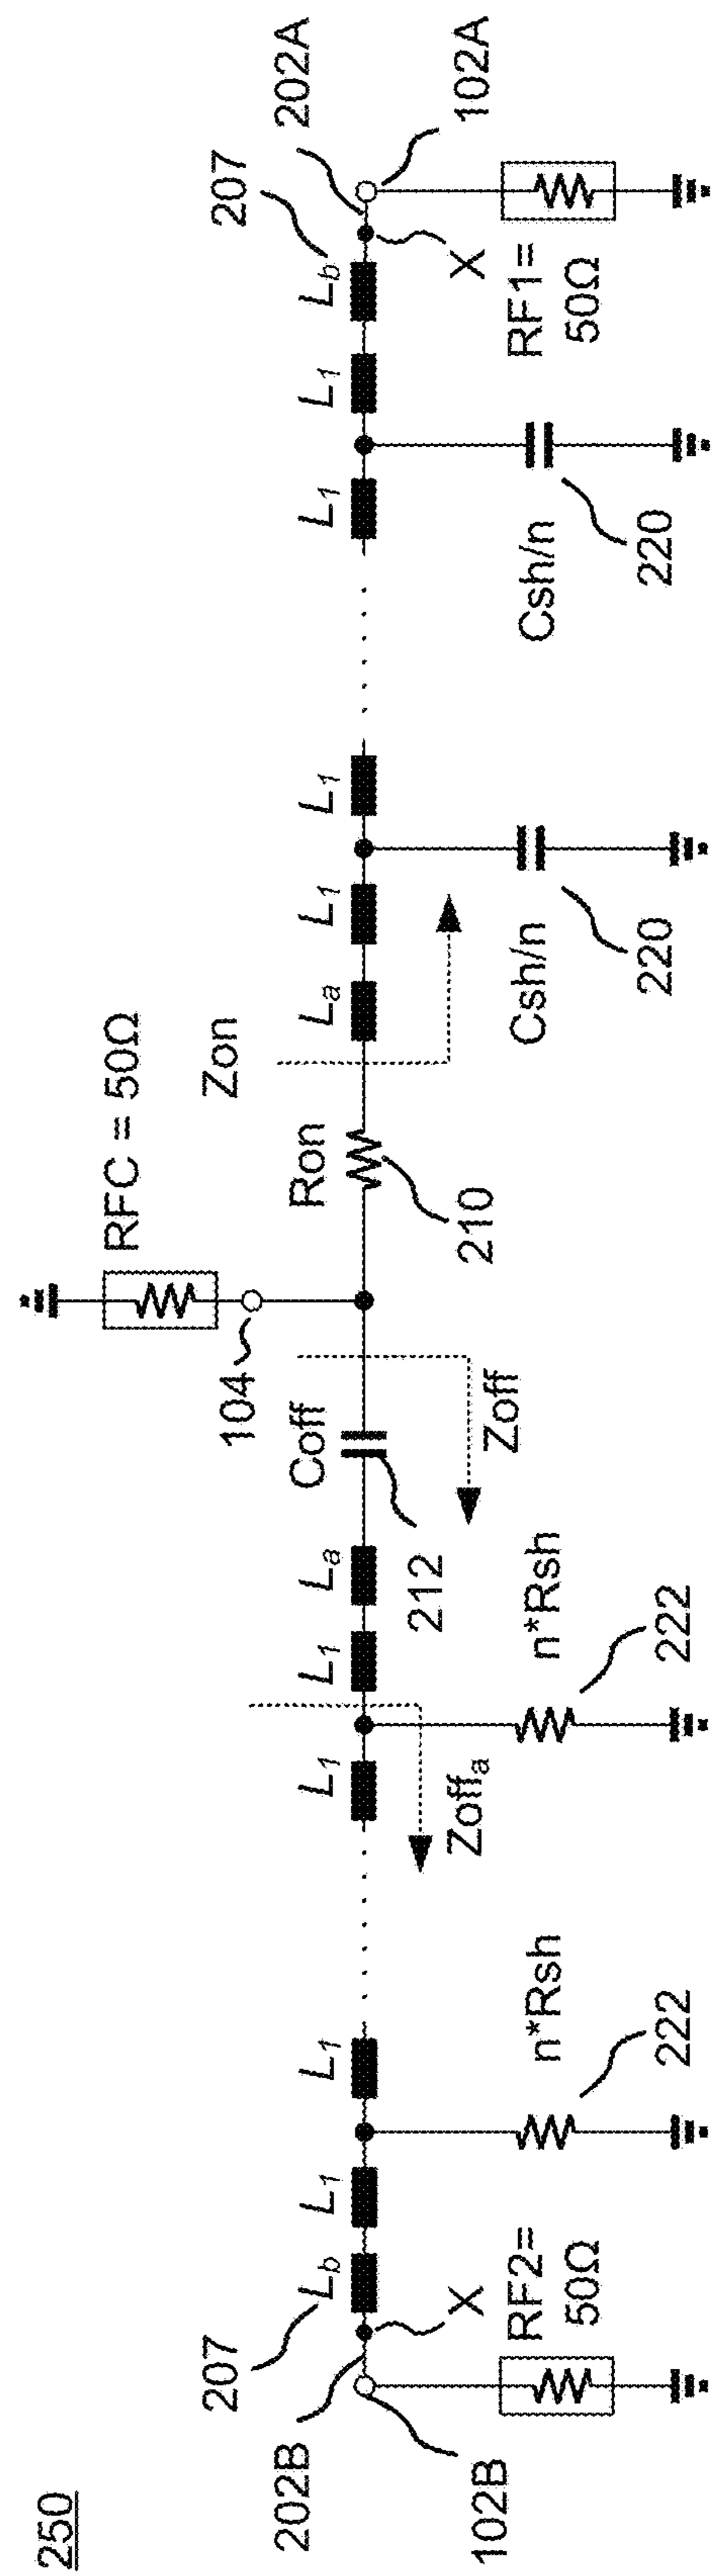 250
RFC = 50Ω
104
202B
207
L_b
L_1
L_1
L_1
L_1
L_a
Coff
Ron
Zon
L_a
L_1
L_1
L_1
L_1
L_b
207
202A
102B
X
RF2=
50Ω
n*Rsh
222
Zoff_a
n*Rsh
222
212
Zoff
210
Csh/n
220
Csh/n
220
X
RF1=
50Ω
102A